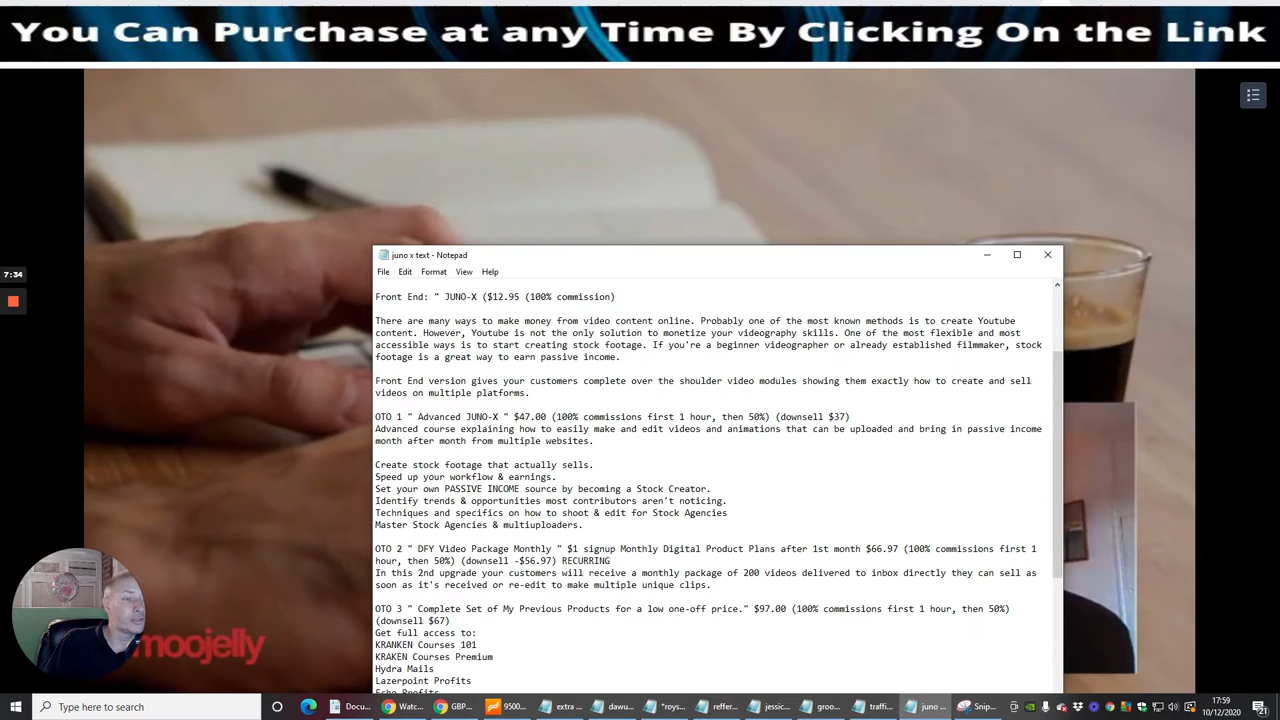 You Can Purchase at any Time By Clicking On the Link
7:34
juno x text - Notepad
File Edit Format View Help
Front End: " JUNO-X ($12.95 (100% commission)
There are many ways to make money from video content online. Probably one of the most known methods is to create Youtube
content. However, Youtube is not the only solution to monetize your videography skills. One of the most flexible and most
accessible ways is to start creating stock footage. If you're a beginner videographer or already established filmmaker, stock
footage is a great way to earn passive income.
Front End version gives your customers complete over the shoulder video modules showing them exactly how to create and sell
videos on multiple platforms.
OTO 1 " Advanced JUNO-X " $47.00 (100% commissions first 1 hour, then 50%) (downsell $37)
Advanced course explaining how to easily make and edit videos and animations that can be uploaded and bring in passive income
month after month from multiple websites.
Create stock footage that actually sells.
Speed up your workflow & earnings.
Set your own PASSIVE INCOME source by becoming a Stock Creator.
Identify trends & opportunities most contributors aren't noticing.
Techniques and specifics on how to shoot & edit for Stock Agencies
Master Stock Agencies & multiuploaders.
OTO 2 " DFY Video Package Monthly " $1 signup Monthly Digital Product Plans after 1st month $66.97 (100% commissions first 1
hour, then 50%) (downsell -$56.97) RECURRING
In this 2nd upgrade your customers will receive a monthly package of 200 videos delivered to inbox directly they can sell as
soon as it's received or re-edit to make multiple unique clips.
OTO 3 " Complete Set of My Previous Products for a low one-off price." $97.00 (100% commissions first 1 hour, then 50%)
(downsell $67)
Get full access to:
KRANKEN Courses 101
KRAKEN Courses Premium
Hydra Mails
Lazerpoint Profits
Echo Profits
moojelly
Type here to search
Docu... Watc... GBP... 9500... extra ... dawu... *roys... reffer... jessic... groo... traffi... juno ... Snip...
17:59
10/12/2020